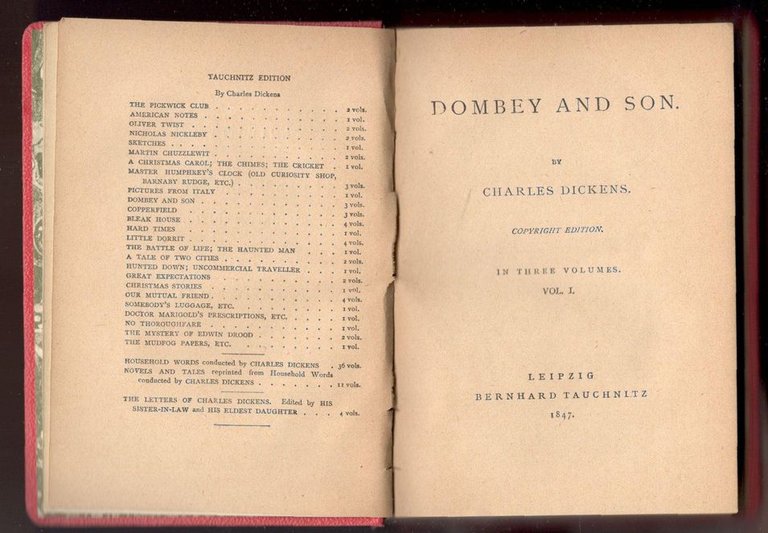 TAUCHNITZ EDITION
By Charles Dickens
THE PICKWICK CLUB . . . . . . . . . . 2 vols.
AMERICAN NOTES . . . . . . . . . . 1 vol.
OLIVER TWIST . . . . . . . . . . 2 vols.
NICHOLAS NICKLEBY . . . . . . . . . . 2 vols.
SKETCHES . . . . . . . . . . 1 vol.
MARTIN CHUZZLEWIT . . . . . . . . . . 2 vols.
A CHRISTMAS CAROL; THE CHIMES; THE CRICKET . 1 vol.
MASTER HUMPHREY'S CLOCK (OLD CURIOSITY SHOP,
BARNABY RUDGE, ETC.) . . . . . . . . 3 vols.
PICTURES FROM ITALY . . . . . . . . . 1 vol.
DOMBEY AND SON . . . . . . . . . . 3 vols.
COPPERFIELD . . . . . . . . . . 3 vols.
BLEAK HOUSE . . . . . . . . . . 4 vols.
HARD TIMES . . . . . . . . . . 1 vol.
LITTLE DORRIT . . . . . . . . . . 4 vols.
THE BATTLE OF LIFE; THE HAUNTED MAN . . . 1 vol.
A TALE OF TWO CITIES . . . . . . . . 2 vols.
HUNTED DOWN; UNCOMMERCIAL TRAVELLER . . . 1 vol.
GREAT EXPECTATIONS . . . . . . . . . 2 vols.
CHRISTMAS STORIES . . . . . . . . . 1 vol.
OUR MUTUAL FRIEND . . . . . . . . . 4 vols.
SOMEBODY'S LUGGAGE, ETC. . . . . . . . 1 vol.
DOCTOR MARIGOLD'S PRESCRIPTIONS, ETC. . . . 1 vol.
NO THOROUGHFARE . . . . . . . . . 1 vol.
THE MYSTERY OF EDWIN DROOD . . . . . . 2 vols.
THE MUDFOG PAPERS, ETC. . . . . . . . 1 vol.
HOUSEHOLD WORDS conducted by CHARLES DICKENS . 36 vols.
NOVELS AND TALES reprinted from Household Words
conducted by CHARLES DICKENS . . . . . . 11 vols.
THE LETTERS OF CHARLES DICKENS. Edited by HIS
SISTER-IN-LAW and HIS ELDEST DAUGHTER . . . 4 vols.
DOMBEY AND SON.
BY
CHARLES DICKENS.
COPYRIGHT EDITION.
IN THREE VOLUMES.
VOL. I.
LEIPZIG
BERNHARD TAUCHNITZ
1847.